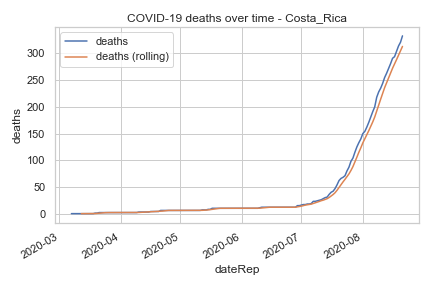 COVID-19 deaths over time - Costa_Rica
deaths
deaths (rolling)
deaths
300
250
200
150
100
50
0
2020-03
2020-04
2020-05
2020-06
2020-07
2020-08
dateRep